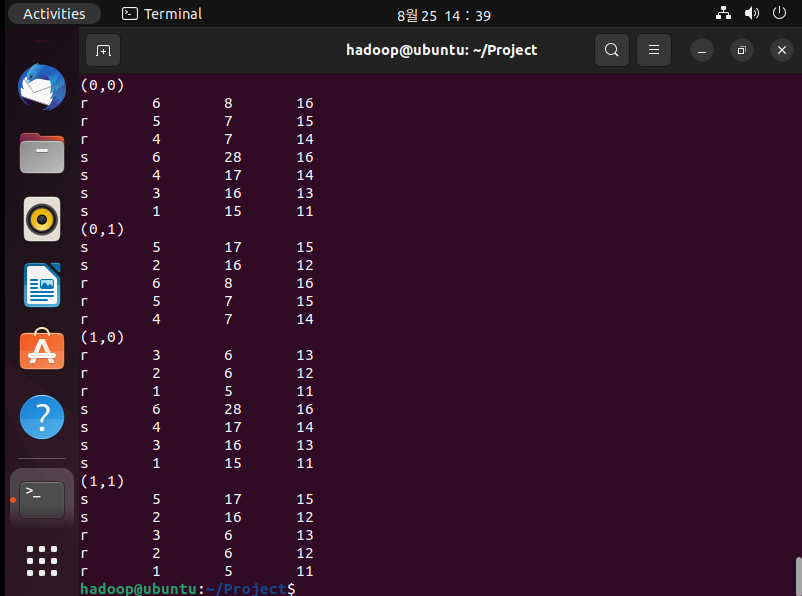 Activities Terminal 8월 25 14 : 39
hadoop@ubuntu: ~/Project
(0,0)
r 6 8 16
r 5 7 15
r 4 7 14
s 6 28 16
s 4 17 14
s 3 16 13
s 1 15 11
(0,1)
s 5 17 15
s 2 16 12
r 6 8 16
r 5 7 15
r 4 7 14
(1,0)
r 3 6 13
r 2 6 12
r 1 5 11
s 6 28 16
s 4 17 14
s 3 16 13
s 1 15 11
(1,1)
s 5 17 15
s 2 16 12
r 3 6 13
r 2 6 12
r 1 5 11
hadoop@ubuntu:~/Project$